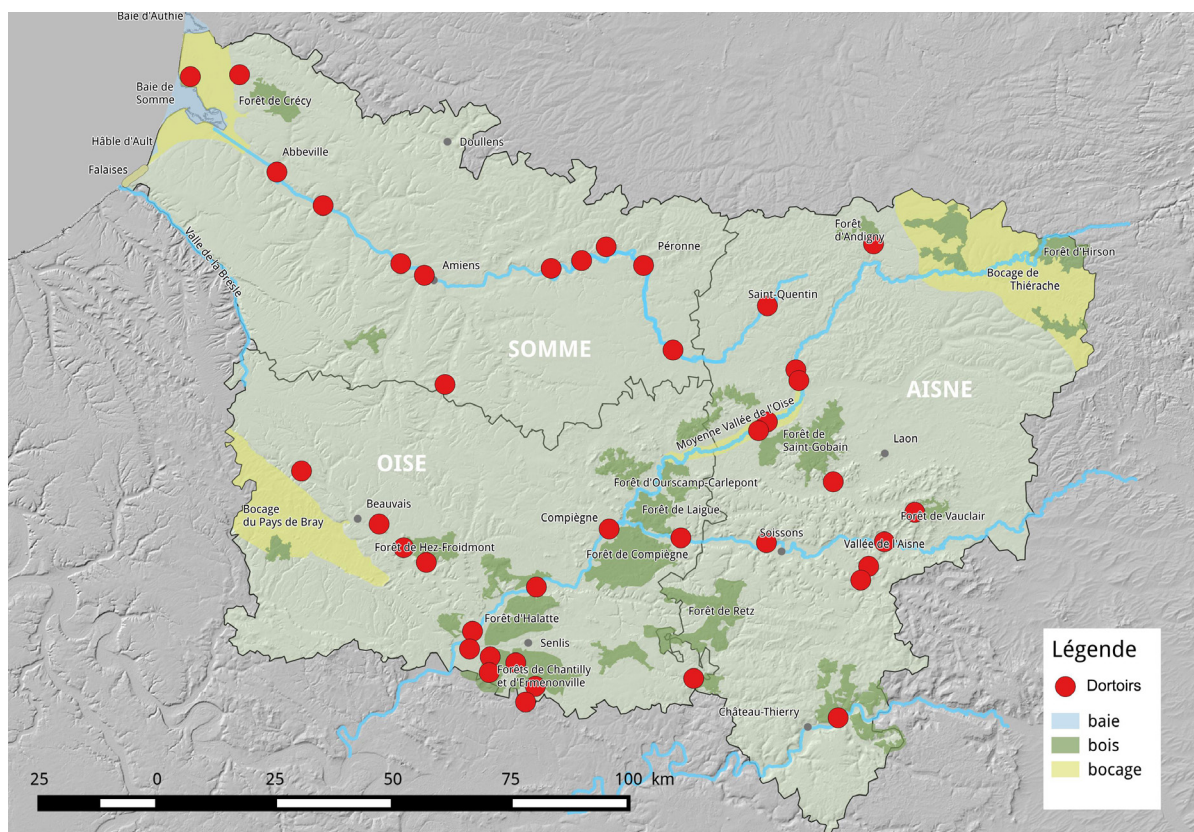 Baie d'Authie
Baie de
Somme
Forêt de Crécy
Hâble d'Ault
Abbeville
Doullens
Falaises
Valle de la Bresle
Amiens
Péronne
SOMME
Forêt
d'Andigny
Forêt d'Hirson
Bocage de
Thiérache
Saint-Quentin
AISNE
Moyenne Vallée de l'Oise
Forêt de
Saint-Gobain
Laon
OISE
Beauvais
Bocage
du Pays de Bray
Forêt d'Ourscamp-Carlepont
Compiègne
Forêt de Laigue
Forêt de Vauclair
Forêt de Hez-Froidmont
Forêt de Compiègne
Soissons
Vallée de l'Aisne
Forêt d'Halatte
Forêt de Retz
Senlis
Forêts de Chantilly
et d'Ermenonville
Château-Thierry
Légende
Dortoirs
baie
bois
bocage
25 0 25 50 75 100 km